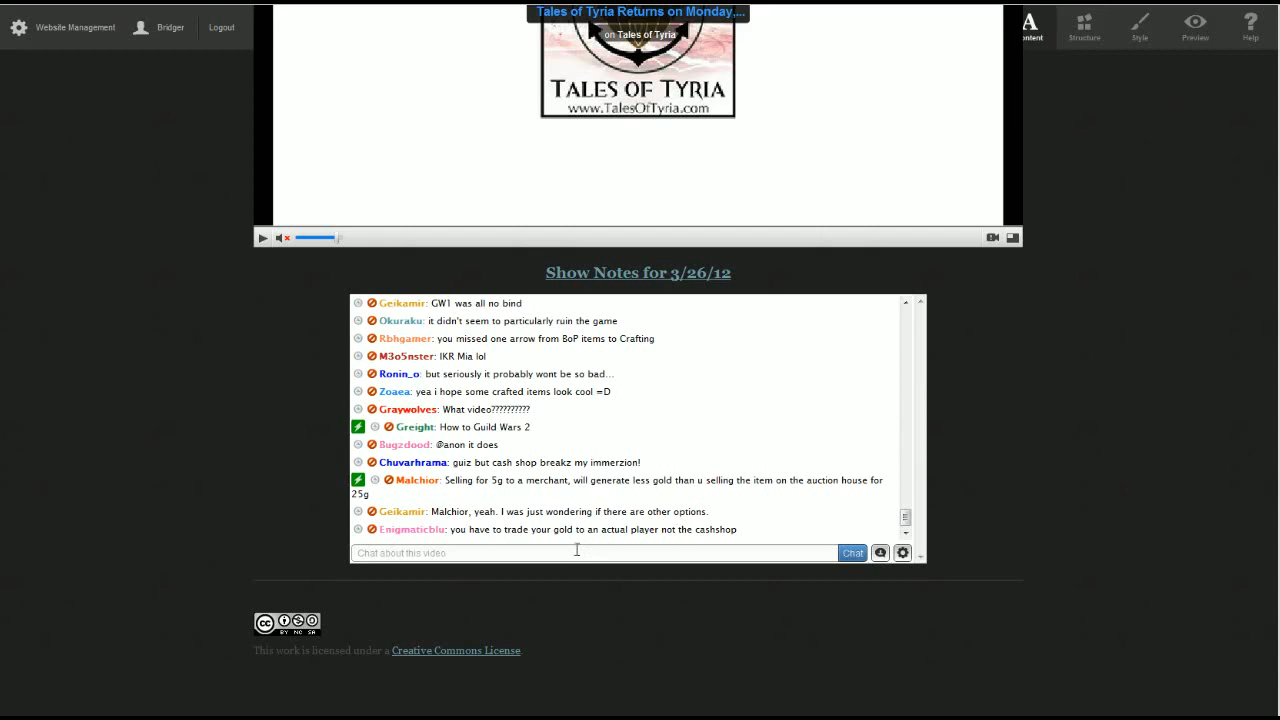 Tales of Tyria Returns on Monday,...
on Tales of Tyria
Website Management
Bridger
Logout
Structure
Style
Preview
Help
TALES OF TYRIA
www.TalesOfTyria.com
Show Notes for 3/26/12
Geikamir: GW1 was all no bind
Okuraku: it didn't seem to particularly ruin the game
Rbhgamer: you missed one arrow from BoP items to Crafting
M3o5nster: IKR Mia lol
Ronin_o: but seriously it probably wont be so bad...
Zoaea: yea i hope some crafted items look cool =D
Graywolves: What video??????????
Greight: How to Guild Wars 2
Bugzdood: @anon it does
Chuvarhrama: guiz but cash shop breakz my immerzion!
Malchior: Selling for 5g to a merchant, will generate less gold than u selling the item on the auction house for
25g
Geikamir: Malchior, yeah. I was just wondering if there are other options.
Enigmaticblu: you have to trade your gold to an actual player not the cashshop
Chat about this video
Chat
CC
BY NC SA
This work is licensed under a Creative Commons License.